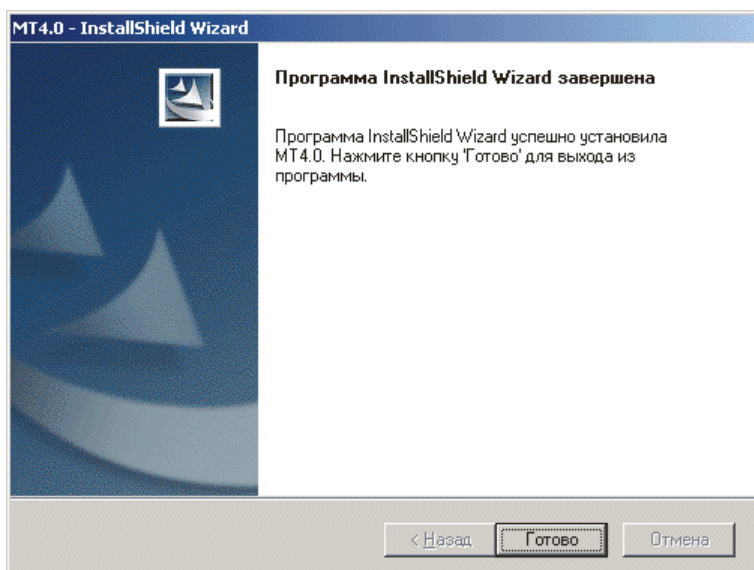 MT4.0 - InstallShield Wizard
Программа InstallShield Wizard завершена
Программа InstallShield Wizard успешно установила
MT4.0. Нажмите кнопку 'Готово' для выхода из
программы.
< Назад
Готово
Отмена